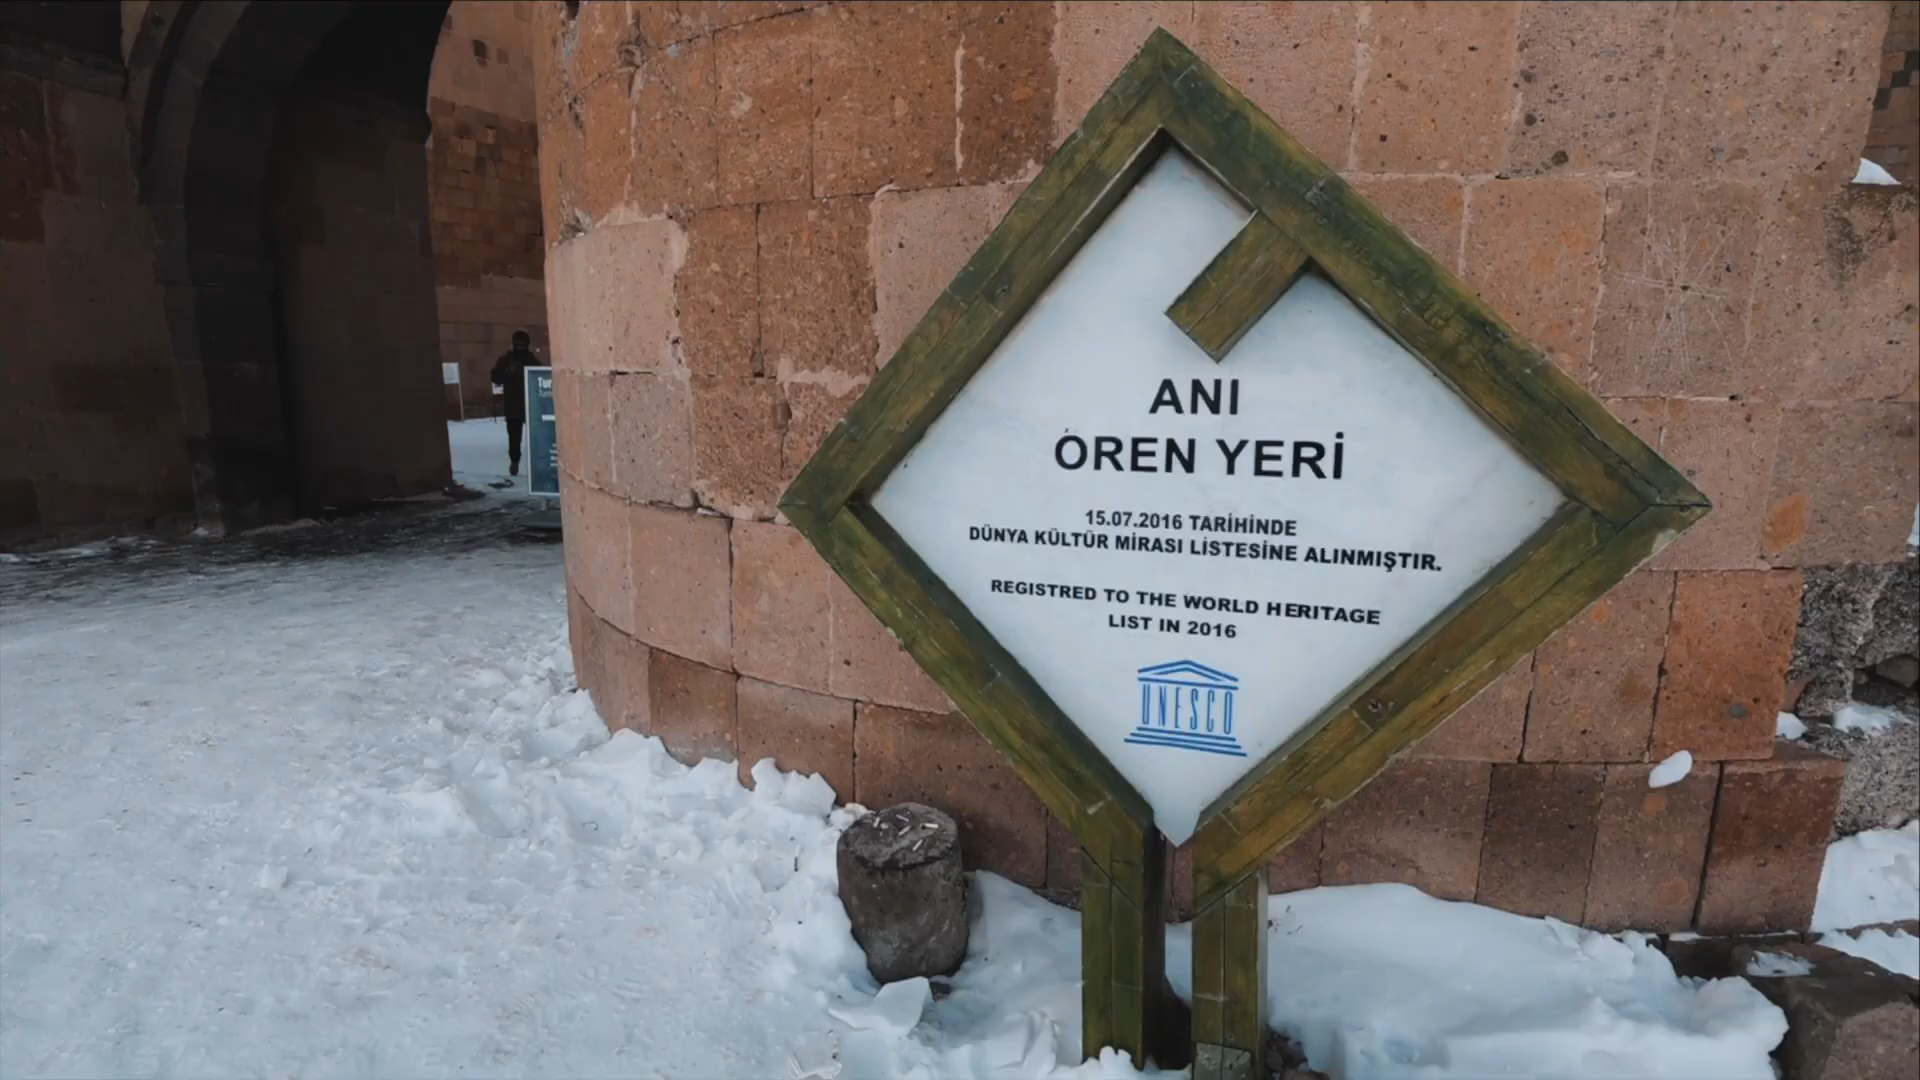 ANI
ÖREN YERİ
15.07.2016 TARİHİNDE
DÜNYA KÜLTÜR MİRASI LİSTESİNE ALINMIŞTIR.
REGISTRED TO THE WORLD HERITAGE
LIST IN 2016
UNESCO